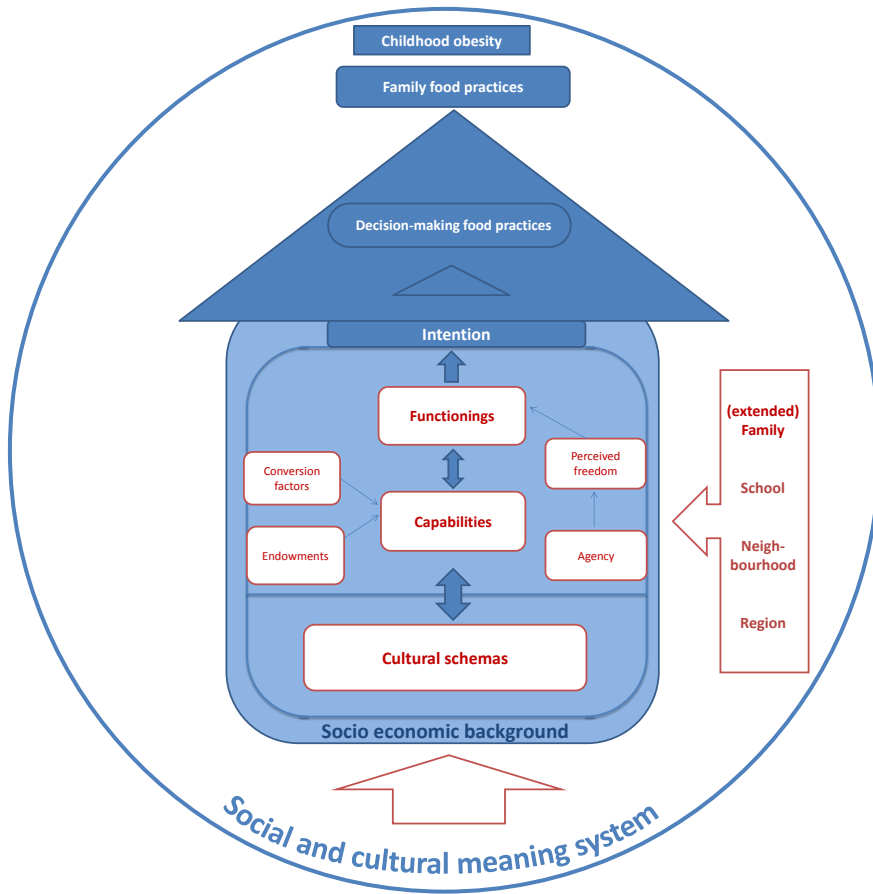 Childhood obesity
Family food practices
Decision-making food practices
Intention
Functionings
(extended)
Family
Perceived
freedom
Conversion
factors
School
Capabilities
Endowments
Agency
Neigh-
bourhood
Region
Cultural schemas
Socio economic background
Social and cultural meaning system